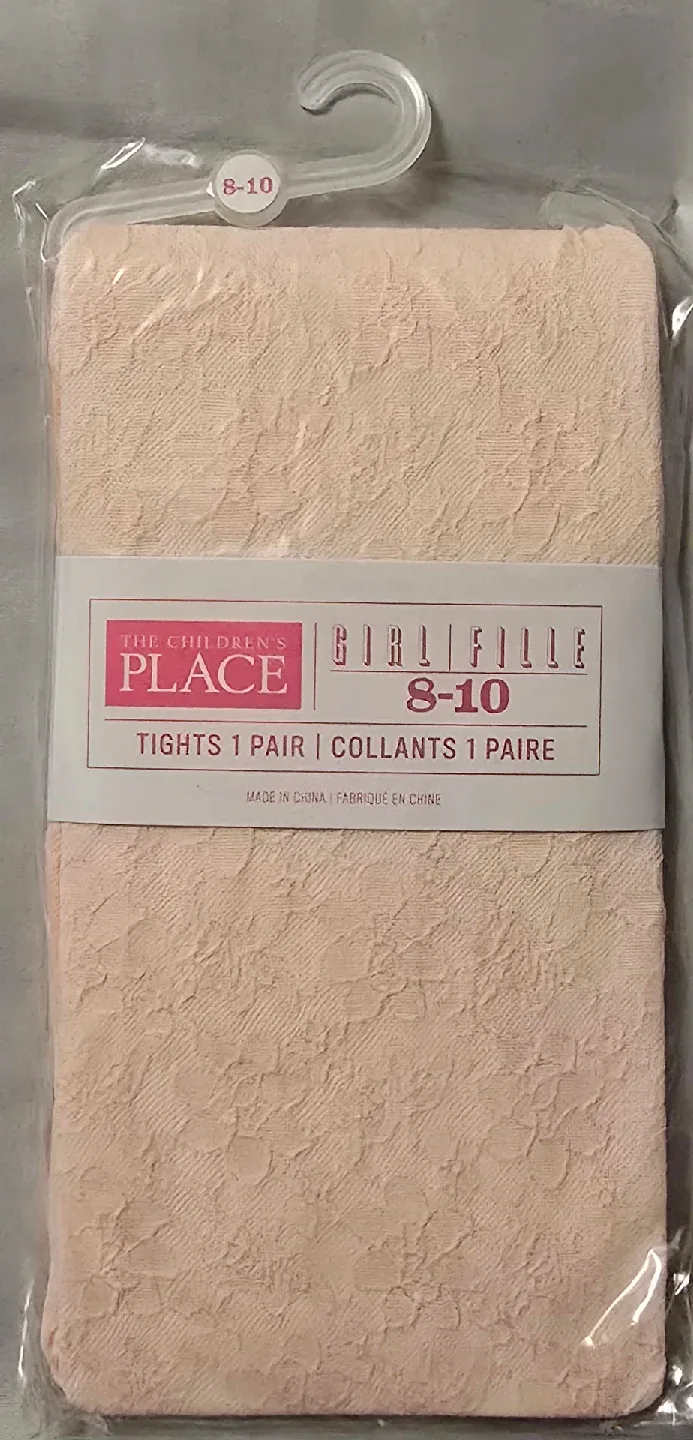 8-10
THE CHILDREN'S
PLACE
GIRL | FILLE
8-10
TIGHTS 1 PAIR | COLLANTS 1 PAIRE
MADE IN CHINA | FABRIQUÉ EN CHINE